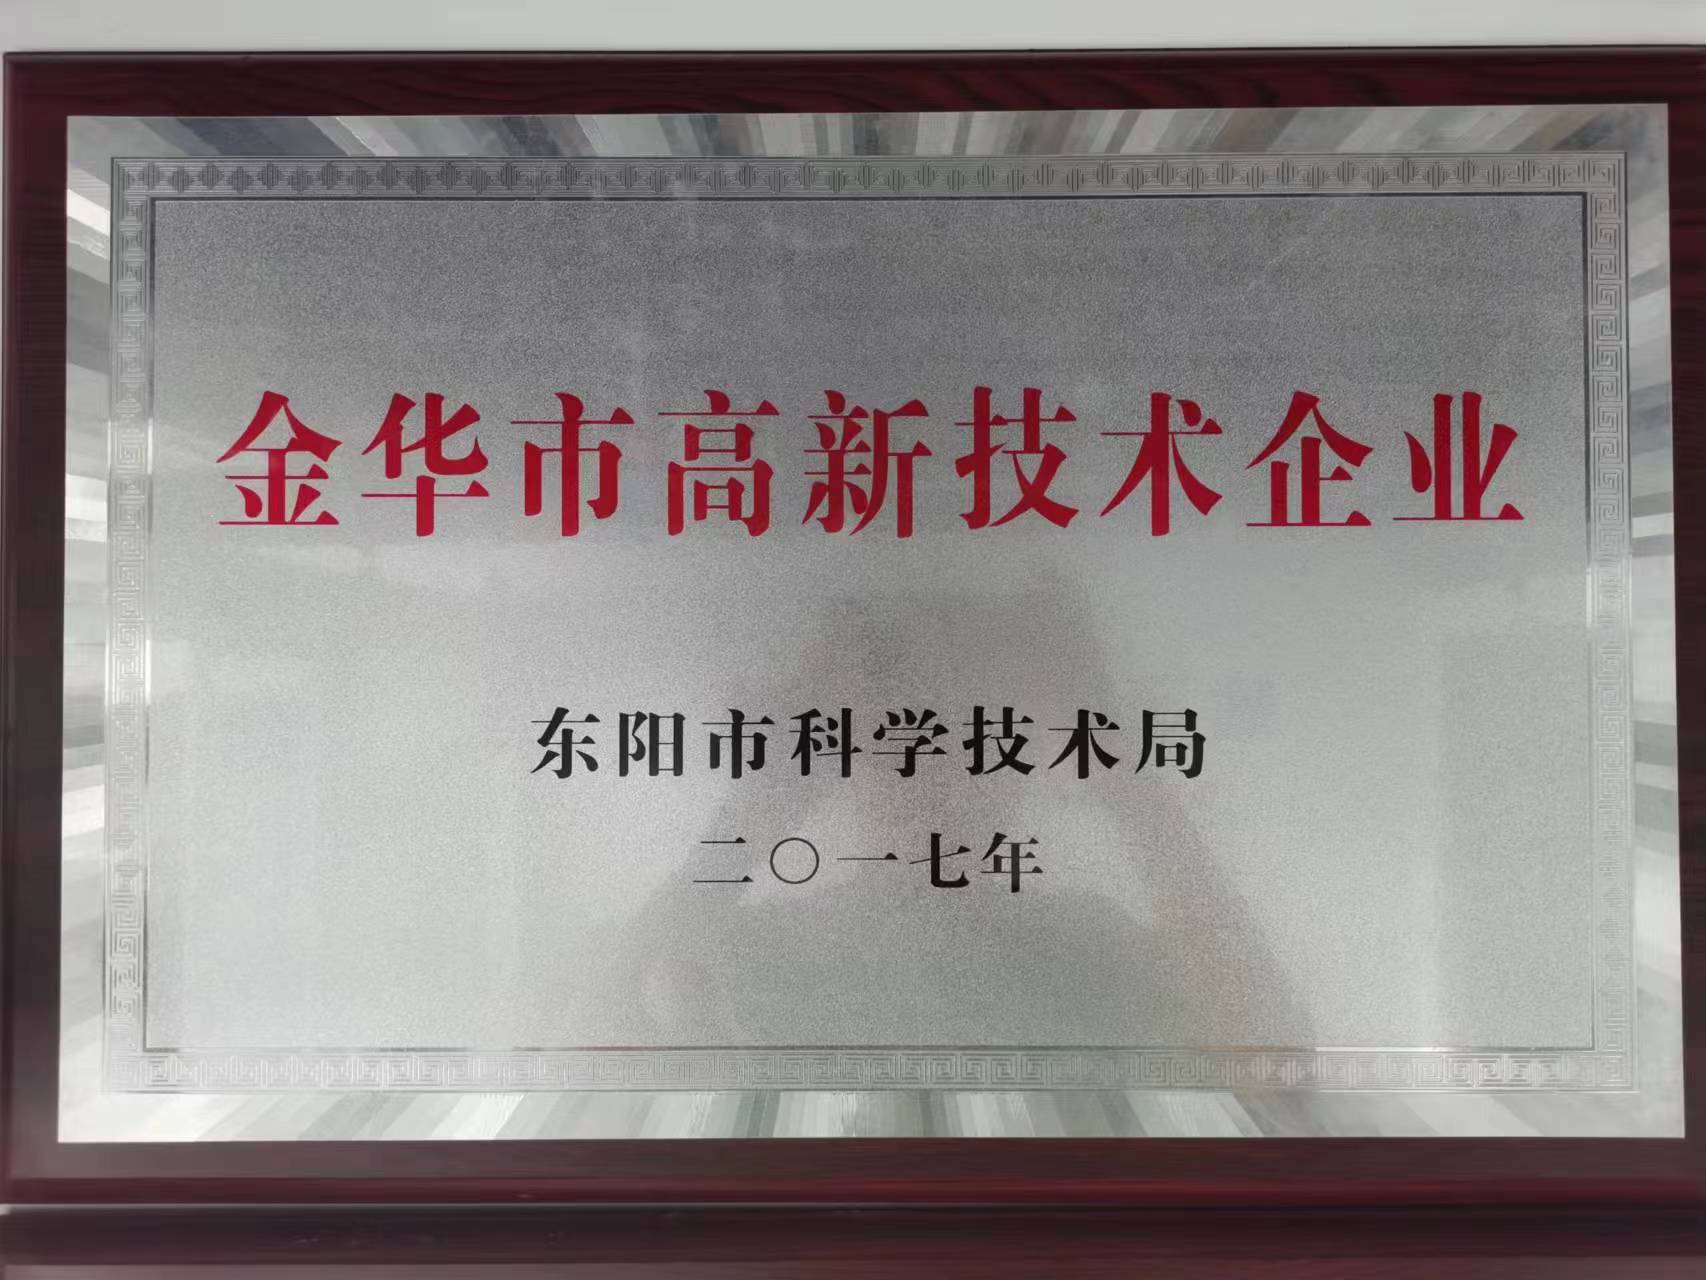 金华市高新技术企业
东阳市科学技术局
二〇一七年